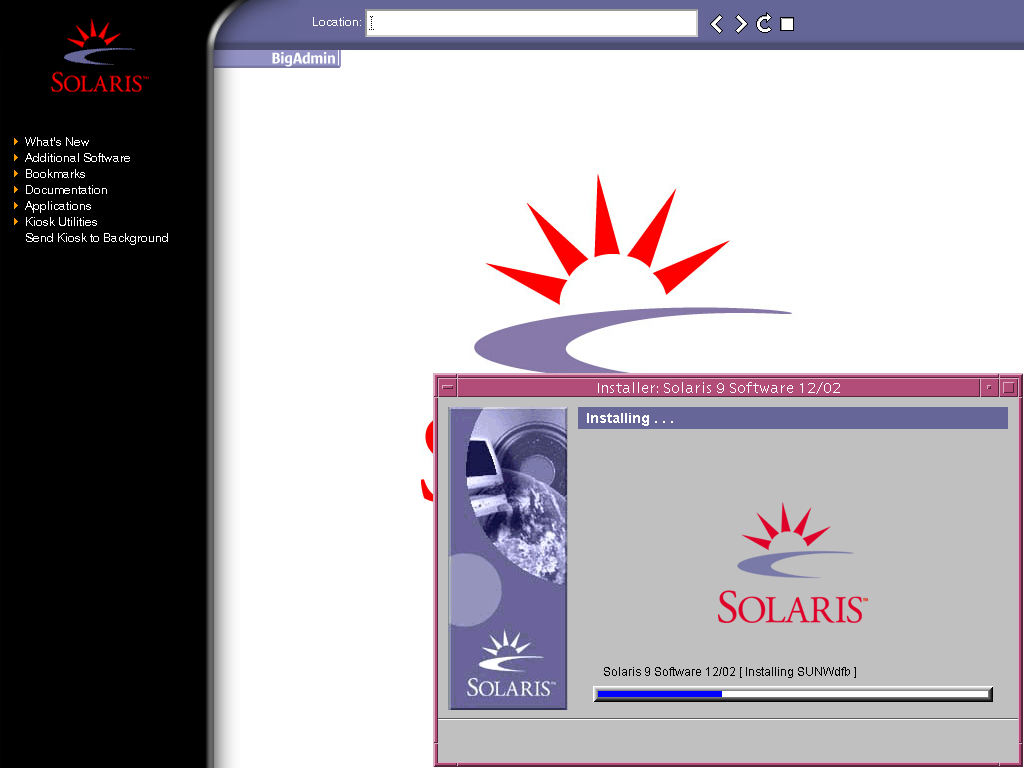 Location:
BigAdmin
SOLARIS™
What's New
Additional Software
Bookmarks
Documentation
Applications
Kiosk Utilities
Send Kiosk to Background
Installer: Solaris 9 Software 12/02
Installing . . .
SOLARIS™
SOLARIS™
Solaris 9 Software 12/02 [ Installing SUNWdfb ]